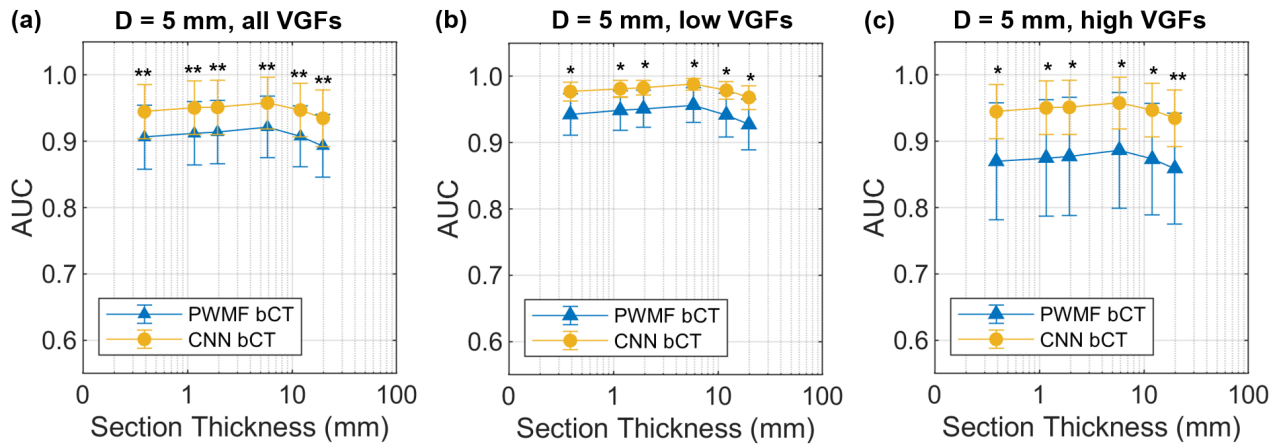 (a) D = 5 mm, all VGFs
** ** ** ** ** **
1.0
0.9
0.8
0.7
0.6
AUC
PWMF bCT
CNN bCT
0 1 10 100
Section Thickness (mm)
(b) D = 5 mm, low VGFs
* * * * * *
1.0
0.9
0.8
0.7
0.6
AUC
PWMF bCT
CNN bCT
0 1 10 100
Section Thickness (mm)
(c) D = 5 mm, high VGFs
* * * * * **
1.0
0.9
0.8
0.7
0.6
AUC
PWMF bCT
CNN bCT
0 1 10 100
Section Thickness (mm)